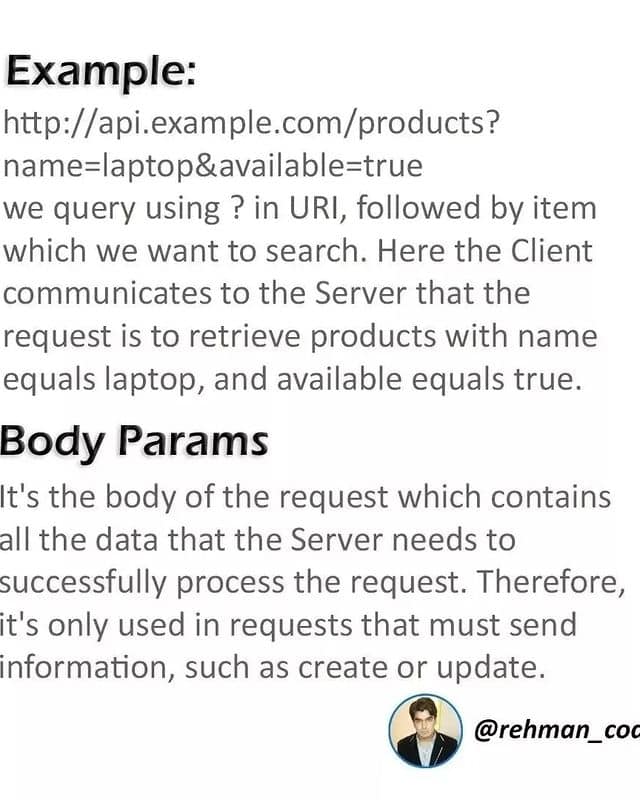 Example:
http://api.example.com/products?
name=laptop&available=true
we query using ? in URI, followed by item
which we want to search. Here the Client
communicates to the Server that the
request is to retrieve products with name
equals laptop, and available equals true.
Body Params
It's the body of the request which contains
all the data that the Server needs to
successfully process the request. Therefore,
it's only used in requests that must send
information, such as create or update.